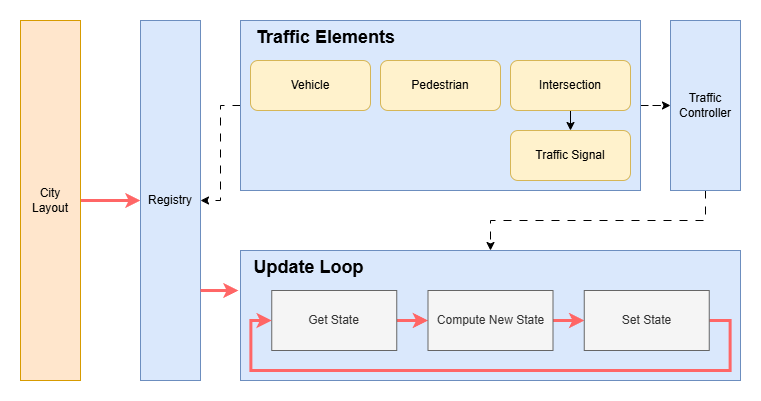 City
Layout
Registry
Traffic Elements
Vehicle
Pedestrian
Intersection
Traffic Signal
Traffic
Controller
Update Loop
Get State
Compute New State
Set State